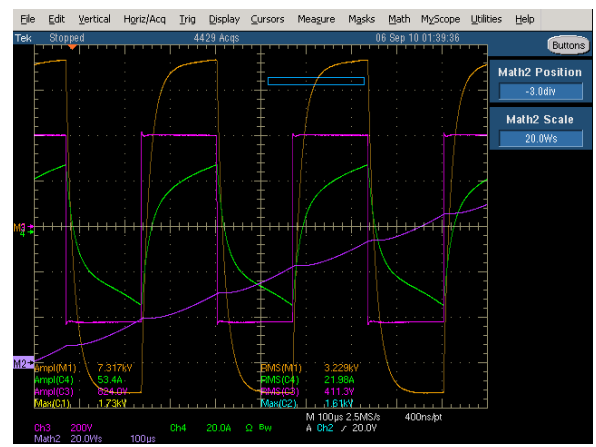 File Edit Vertical Horiz/Acq Trig Display Cursors Measure Masks Math MyScope Utilities Help
Tek Stopped 4429 Acqs 06 Sep 10 01:39:36
Buttons
Math2 Position
-3.0div
Math2 Scale
20.0Ws
M2
Ampl(M1) 7.317kV RMS(M1) 3.229kV
Ampl(C4) 53.4A RMS(C4) 21.98A
Ampl(C3) 824.0V RMS(C3) 411.3V
Max(C1) 1.73kV Max(C2) 1.61kV
M 100µs 2.5MS/s 400ns/pt
Ch3 200V Ch4 20.0A Ω Bw A Ch2 20.0V
Math2 20.0Ws 100µs